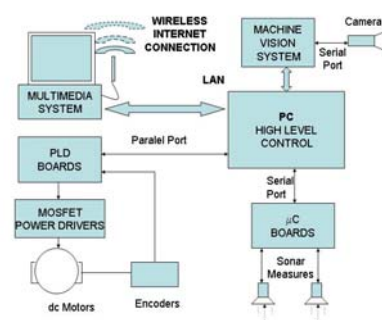 WIRELESS
INTERNET
CONNECTION
MULTIMEDIA
SYSTEM
LAN
MACHINE
VISION
SYSTEM
Serial
Port
Camera
PC
HIGH LEVEL
CONTROL
Paralel Port
PLD
BOARDS
MOSFET
POWER DRIVERS
dc Motors
Encoders
Serial
Port
µC
BOARDS
Sonar
Measures